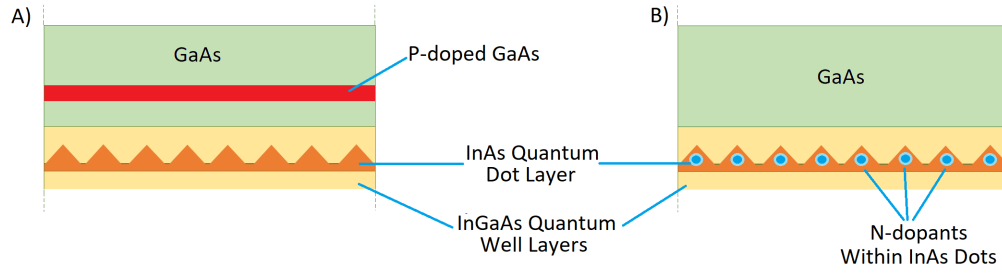 A)
GaAs
P-doped GaAs
InAs Quantum
Dot Layer
InGaAs Quantum
Well Layers
B)
GaAs
N-dopants
Within InAs Dots